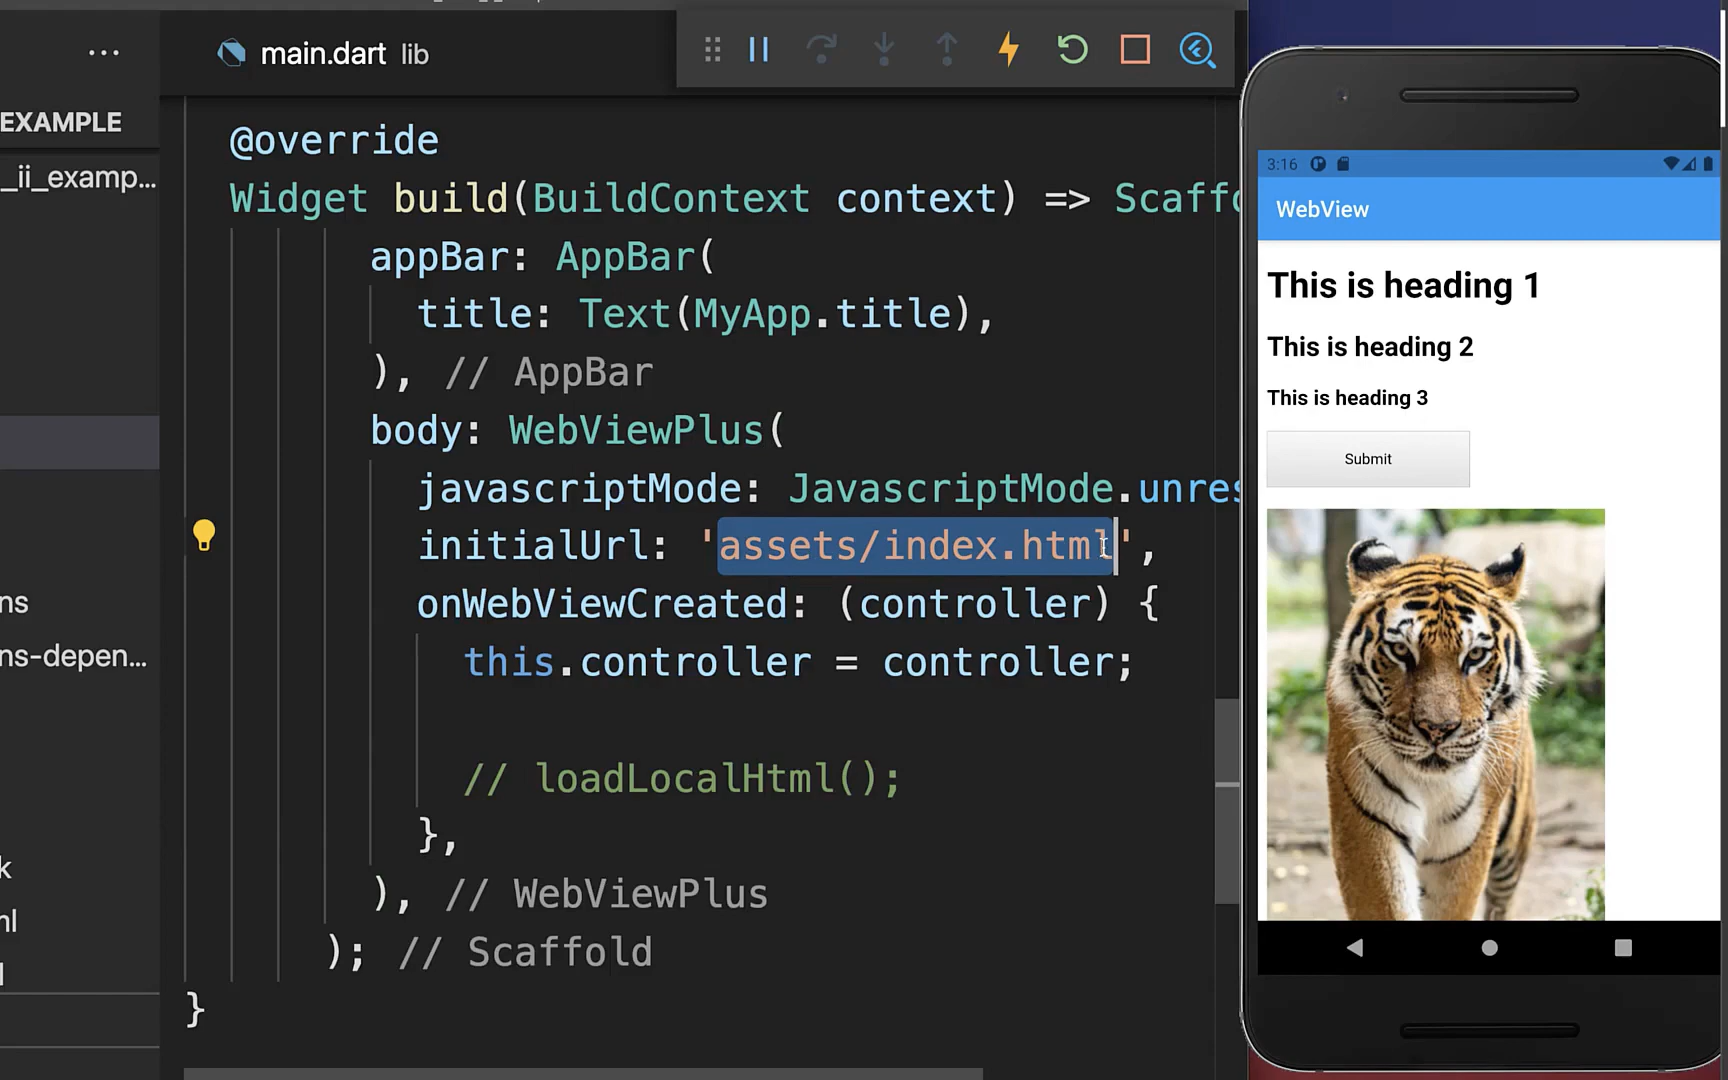 main.dart lib
EXAMPLE
_ii_examp...
ns
ns-depen...
k
nl
l
@override
Widget build(BuildContext context) => Scaffo
appBar: AppBar(
title: Text(MyApp.title),
), // AppBar
body: WebViewPlus(
javascriptMode: JavascriptMode.unres
initialUrl: 'assets/index.html',
onWebViewCreated: (controller) {
this.controller = controller;
// loadLocalHtml();
},
), // WebViewPlus
); // Scaffold
}
3:16
WebView
This is heading 1
This is heading 2
This is heading 3
Submit